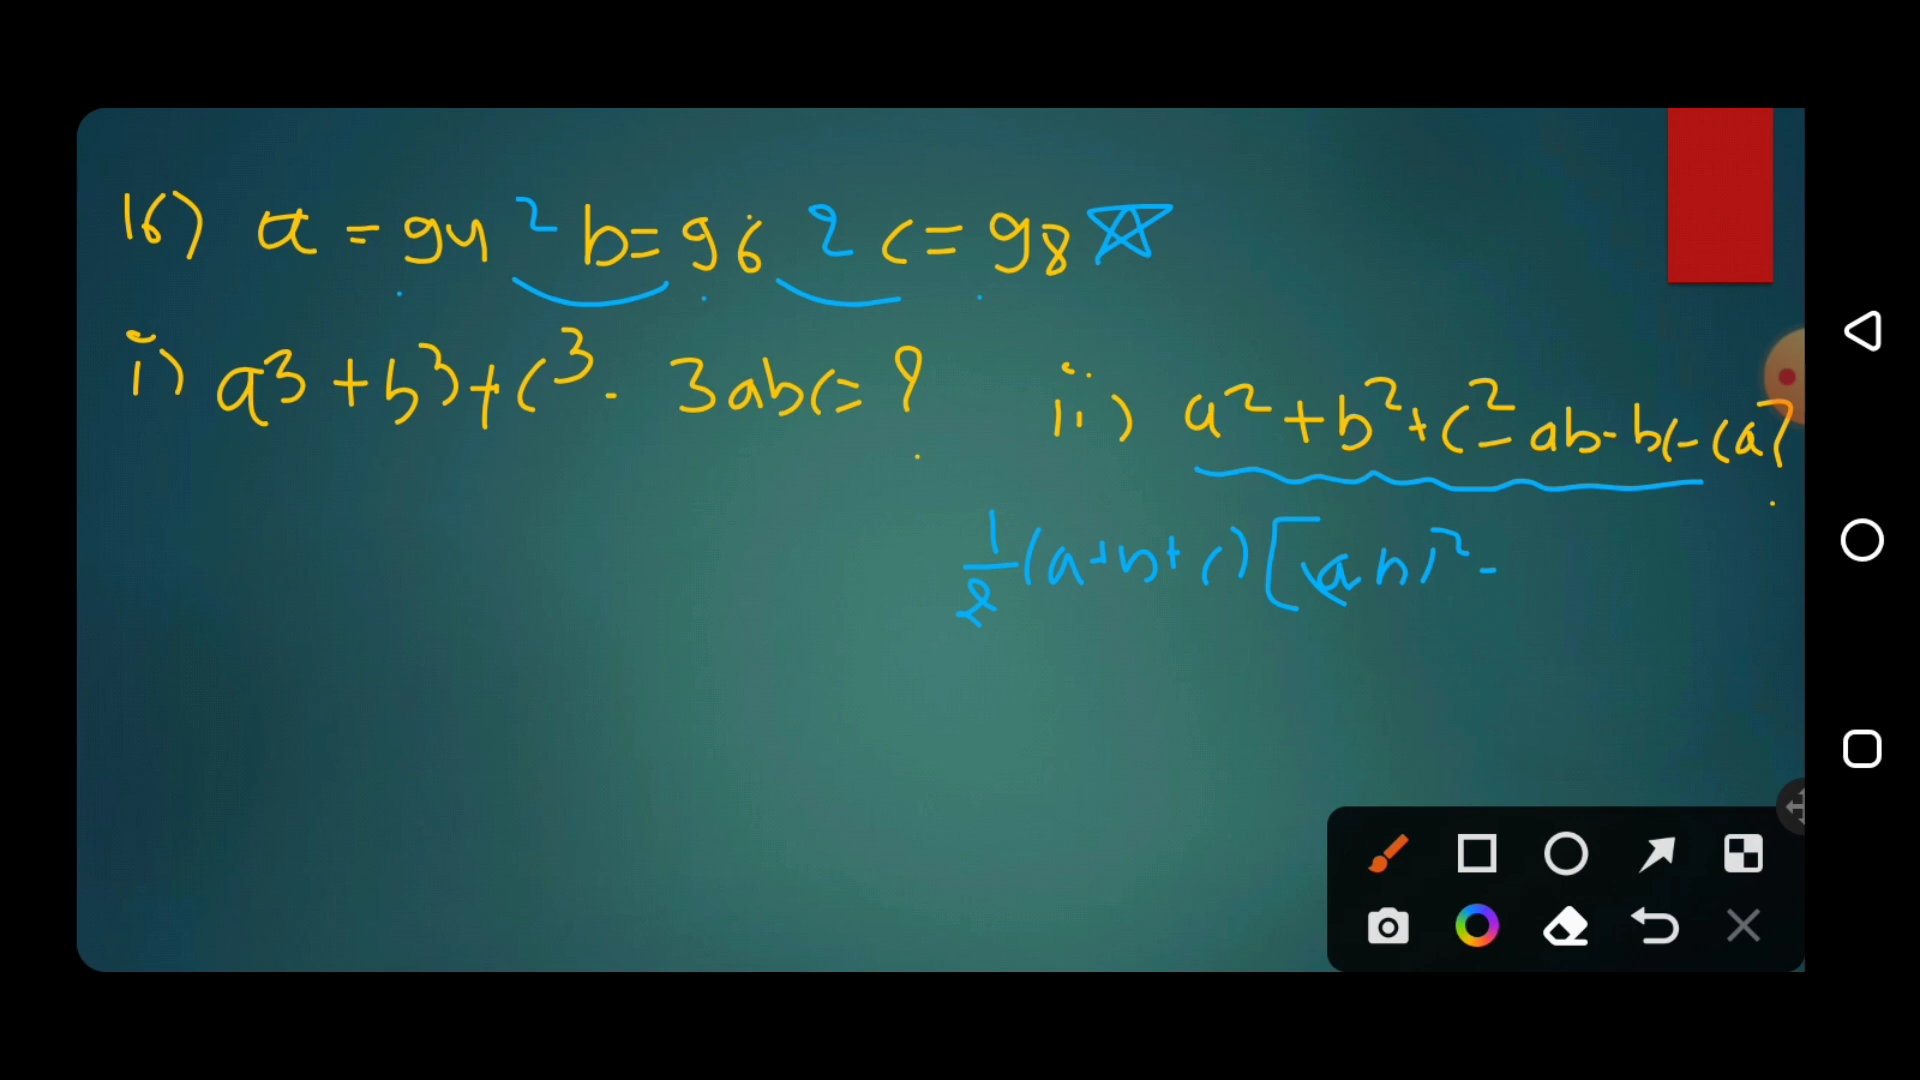 16) a = 94 2 b = 96 2 c = 98
i) a³ + b³ + c³ - 3abc = ?
ii) a² + b² + c² - ab - bc - ca ?
1/2 (a + b + c) [(a b)² -